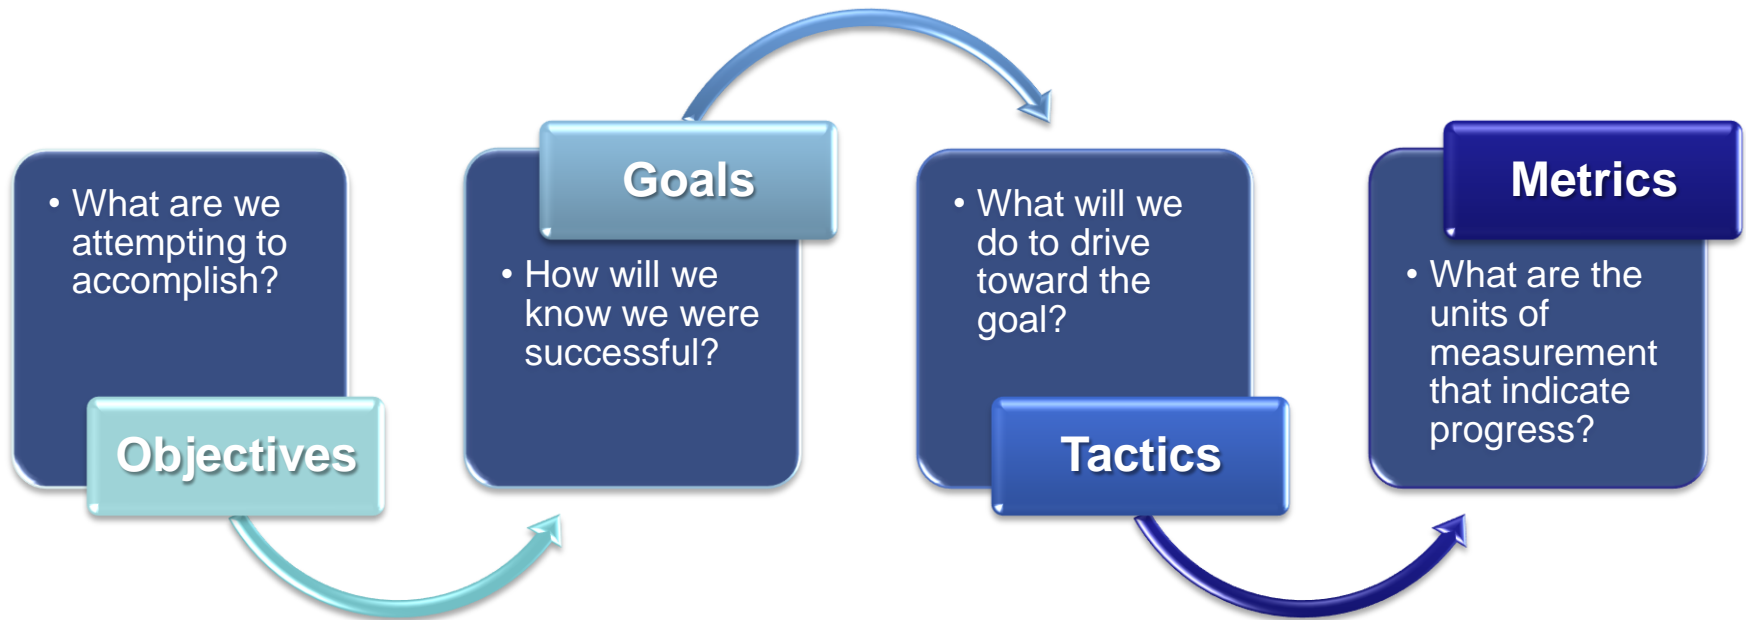 • What are we
attempting to
accomplish?
Objectives
Goals
• How will we
know we were
successful?
• What will we
do to drive
toward the
goal?
Tactics
Metrics
• What are the
units of
measurement
that indicate
progress?